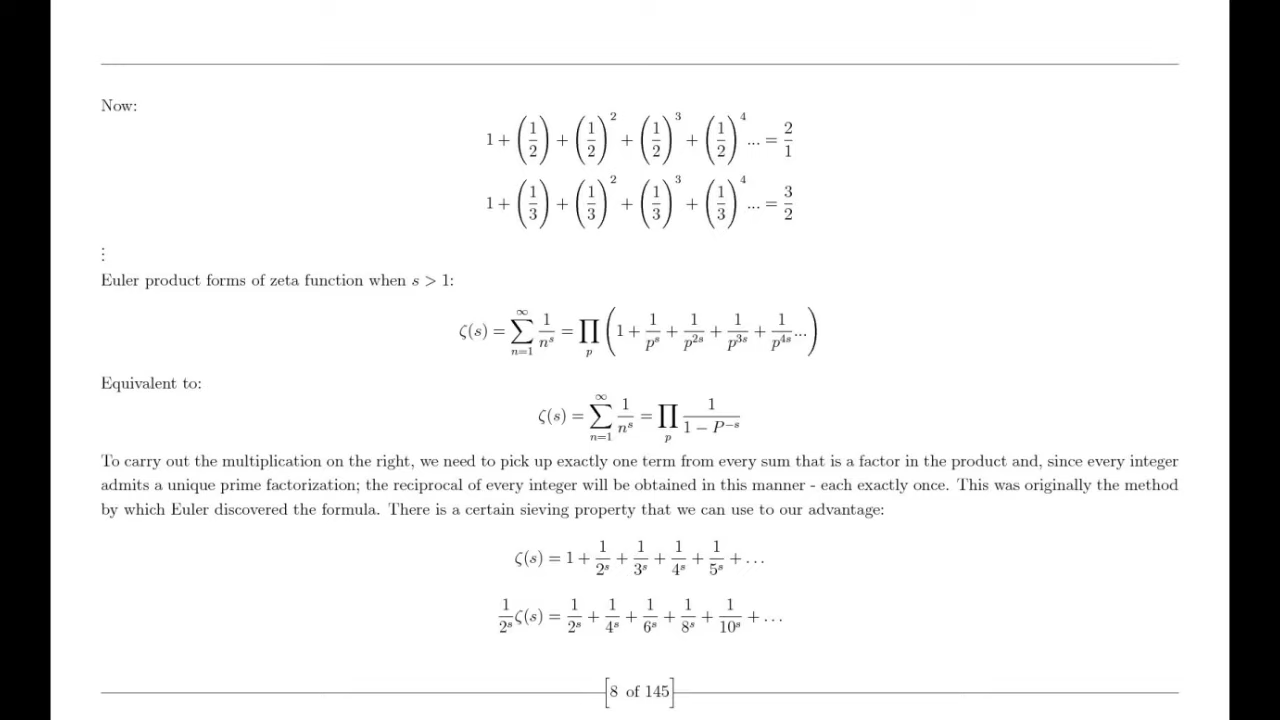 Now:
1 + (1/2) + (1/2)^2 + (1/2)^3 + (1/2)^4 ... = 2/1
1 + (1/3) + (1/3)^2 + (1/3)^3 + (1/3)^4 ... = 3/2
⋮
Euler product forms of zeta function when s > 1:
ζ(s) = ∑_{n=1}^{∞} 1/n^s = ∏_p (1 + 1/p^s + 1/p^{2s} + 1/p^{3s} + 1/p^{4s} ...)
Equivalent to:
ζ(s) = ∑_{n=1}^{∞} 1/n^s = ∏_p 1/(1 − P^{−s})
To carry out the multiplication on the right, we need to pick up exactly one term from every sum that is a factor in the product and, since every integer
admits a unique prime factorization; the reciprocal of every integer will be obtained in this manner - each exactly once. This was originally the method
by which Euler discovered the formula. There is a certain sieving property that we can use to our advantage:
ζ(s) = 1 + 1/2^s + 1/3^s + 1/4^s + 1/5^s + ...
1/2^s ζ(s) = 1/2^s + 1/4^s + 1/6^s + 1/8^s + 1/10^s + ...
[8 of 145]